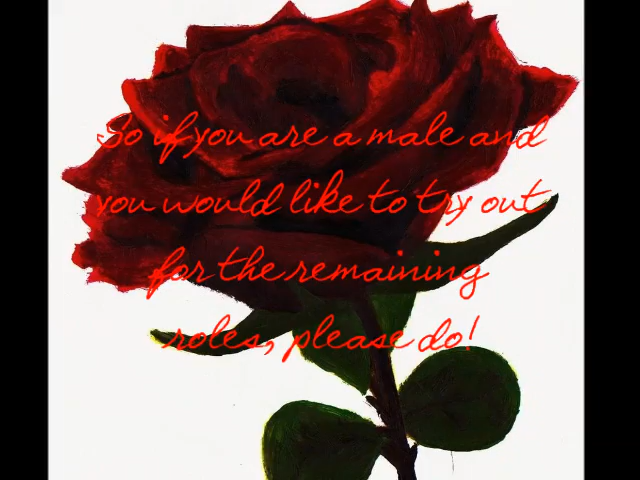 So if you are a male and
you would like to try out
for the remaining
roles, please do!